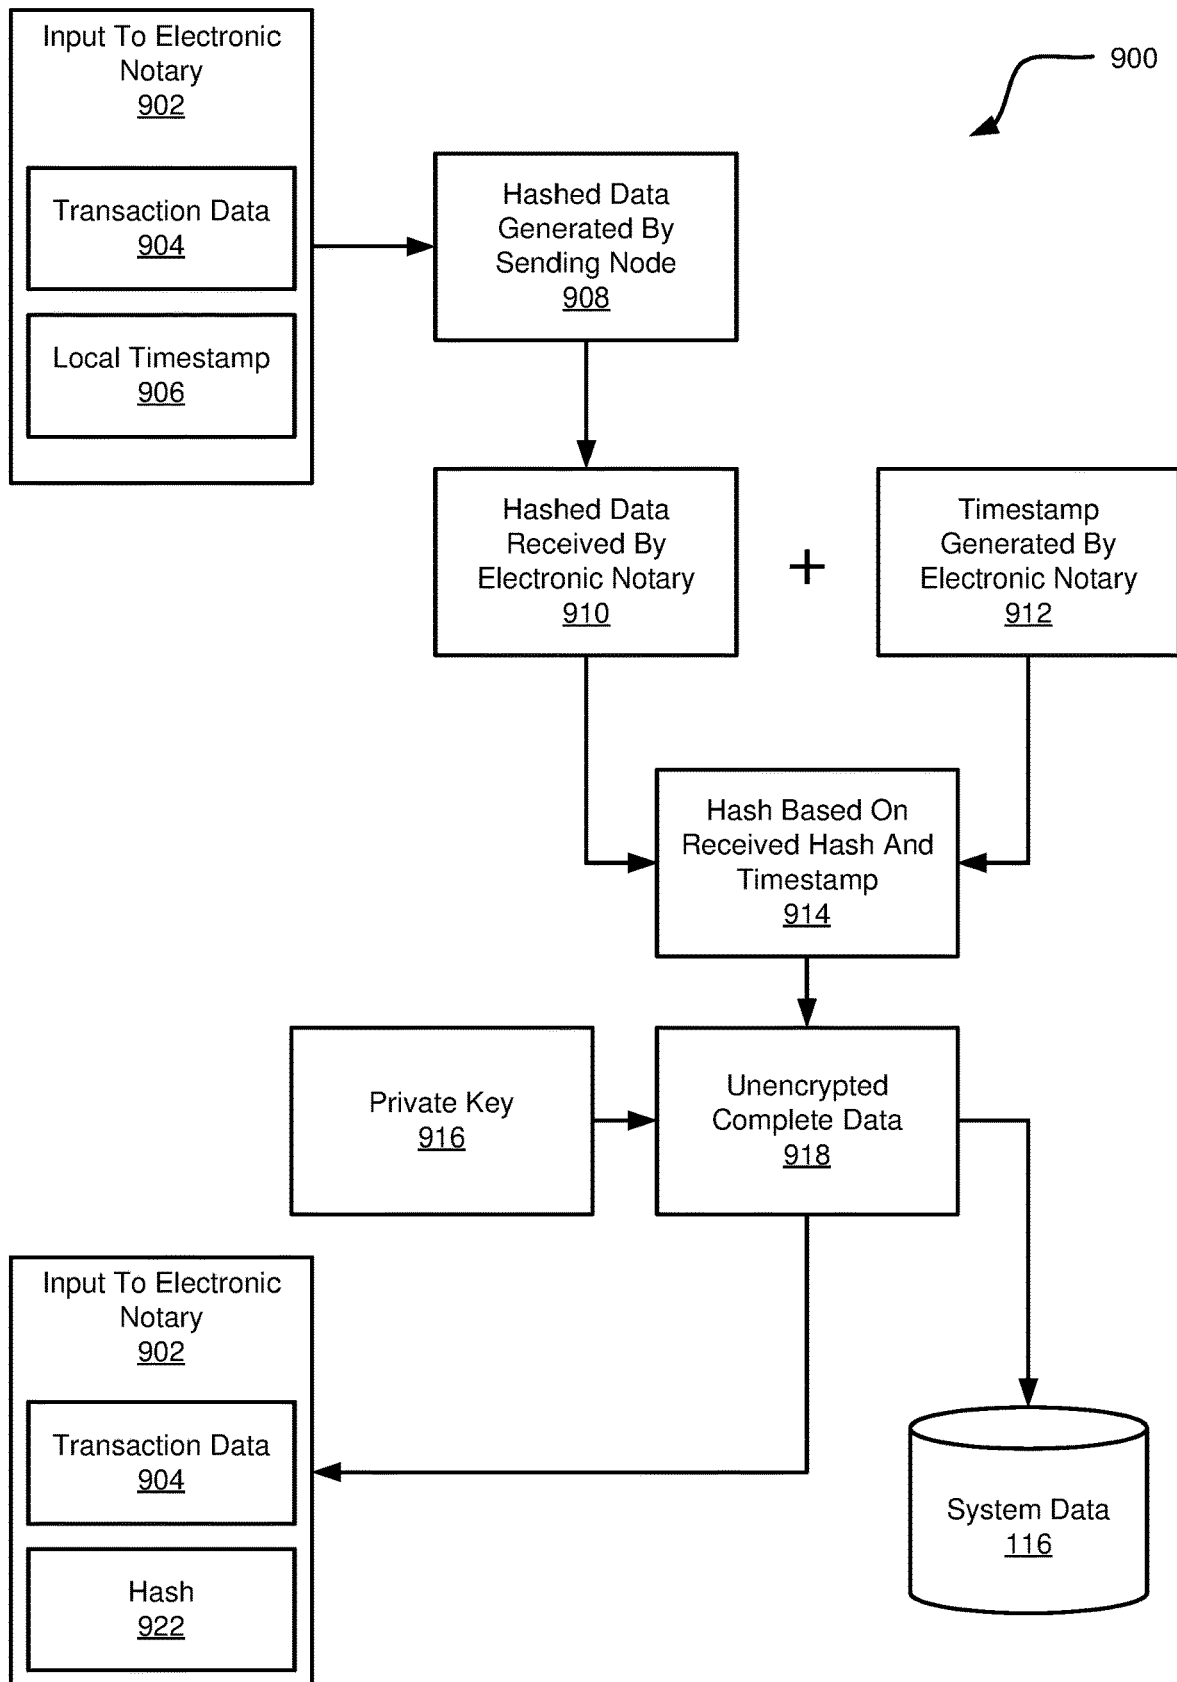 Input To Electronic
Notary
902
Transaction Data
904
Local Timestamp
906
900
Hashed Data
Generated By
Sending Node
908
Hashed Data
Received By
Electronic Notary
910
+
Timestamp
Generated By
Electronic Notary
912
Hash Based On
Received Hash And
Timestamp
914
Private Key
916
Unencrypted
Complete Data
918
Input To Electronic
Notary
902
Transaction Data
904
Hash
922
System Data
116